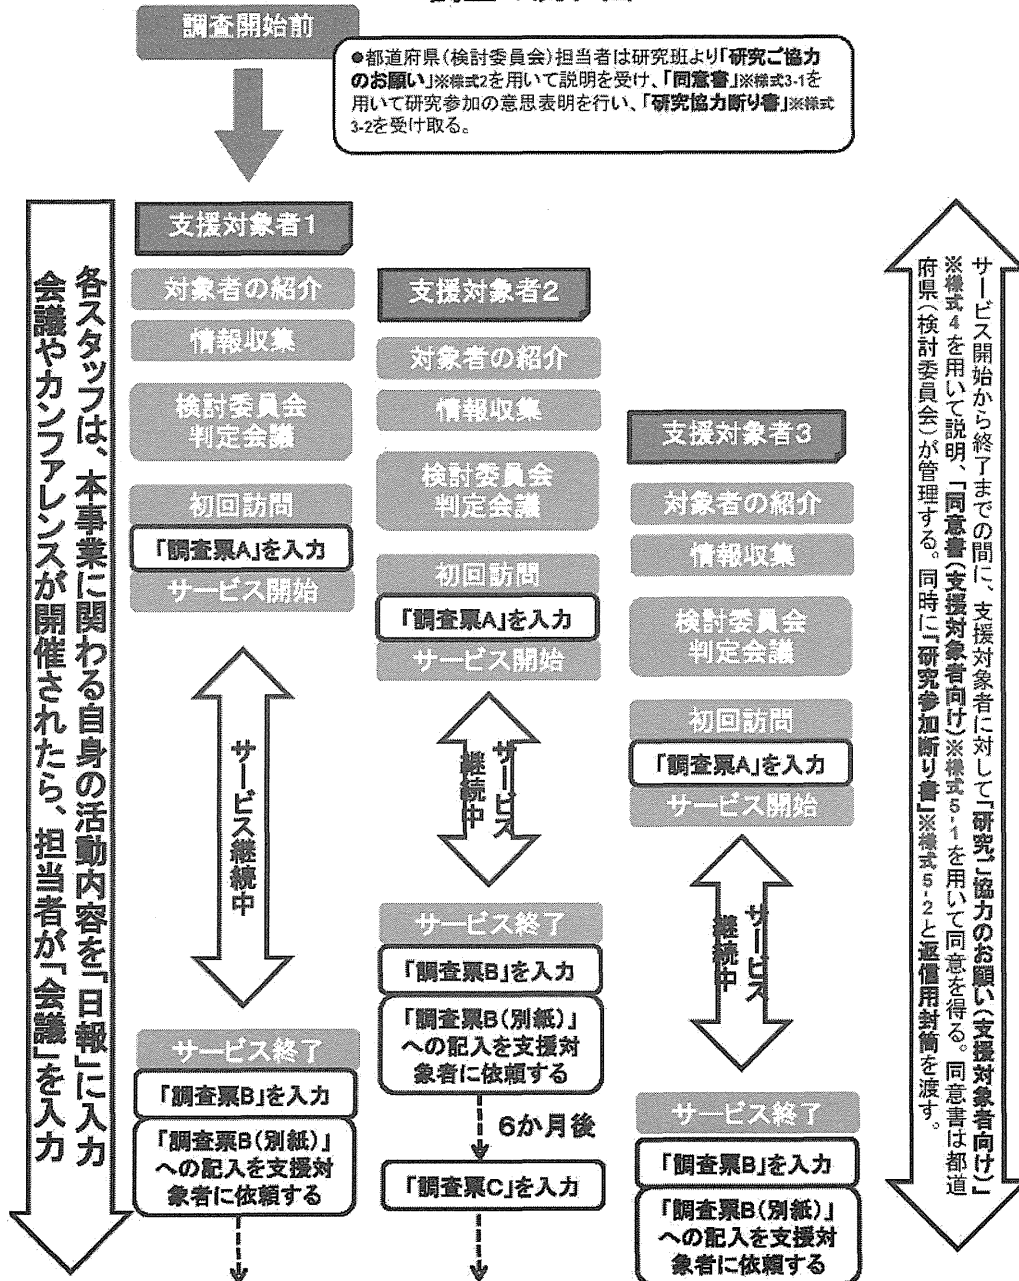 調査開始前
●都道府県(検討委員会)担当者は研究班より「研究ご協力
のお願い」※様式2を用いて説明を受け、「同意書」※様式3-1を
用いて研究参加の意思表明を行い、「研究協力断り書」※様式
3-2を受け取る。
各スタッフは、本事業に関わる自身の活動内容を「日報」に入力
会議やカンファレンスが開催されたら、担当者が「会議」を入力
支援対象者1
対象者の紹介
情報収集
検討委員会
判定会議
初回訪問
「調査票A」を入力
サービス開始
サービス継続中
サービス終了
「調査票B」を入力
「調査票B(別紙)」
への記入を支援対
象者に依頼する
支援対象者2
対象者の紹介
情報収集
検討委員会
判定会議
初回訪問
「調査票A」を入力
サービス開始
サービス
継続中
サービス終了
「調査票B」を入力
「調査票B(別紙)」
への記入を支援対
象者に依頼する
6か月後
「調査票C」を入力
支援対象者3
対象者の紹介
情報収集
検討委員会
判定会議
初回訪問
「調査票A」を入力
サービス開始
サービス
継続中
サービス終了
「調査票B」を入力
「調査票B(別紙)」
への記入を支援対
象者に依頼する
サービス開始から終了までの間に、支援対象者に対して「研究ご協力のお願い(支援対象者向け)」
※様式4を用いて説明、「同意書(支援対象者向け)※様式5-1を用いて同意を得る。同意書は都道
府県(検討委員会)が管理する。同時に「研究参加断り書」※様式5-2と返信用封筒を渡す。